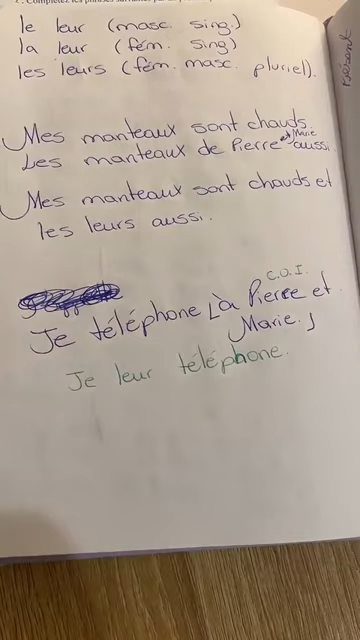 le leur (masc. sing.)
la leur (fém. sing)
les leurs (fém. masc. pluriel).
présent
Mes manteaux sont chauds.
Les manteaux de Pierre et Marie aussi
Mes manteaux sont chauds et
les leurs aussi.
C.O.I.
Je téléphone [à Pierre et
Marie.]
Je leur téléphone.